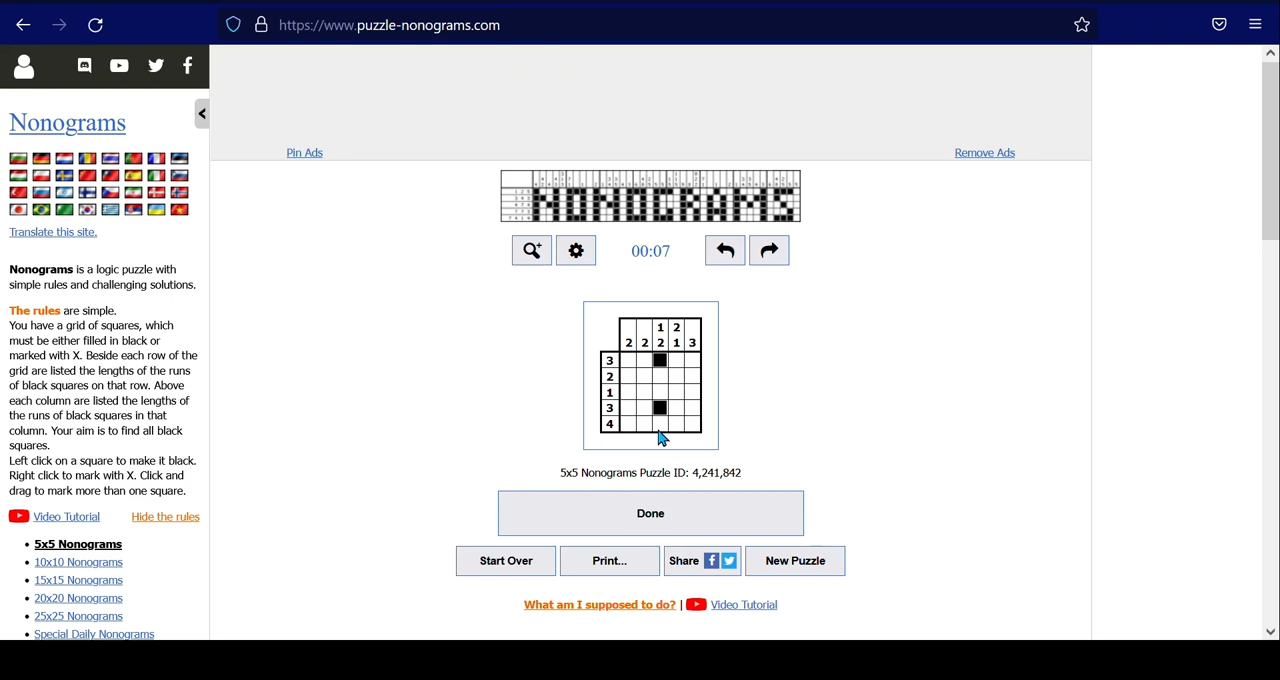 https://www.puzzle-nonograms.com
Pin Ads
Remove Ads
Nonograms
Translate this site.
Nonograms is a logic puzzle with
simple rules and challenging solutions.
The rules are simple.
You have a grid of squares, which
must be either filled in black or
marked with X. Beside each row of the
grid are listed the lengths of the runs
of black squares on that row. Above
each column are listed the lengths of
the runs of black squares in that
column. Your aim is to find all black
squares.
Left click on a square to make it black.
Right click to mark with X. Click and
drag to mark more than one square.
Video Tutorial
Hide the rules
• 5x5 Nonograms
• 10x10 Nonograms
• 15x15 Nonograms
• 20x20 Nonograms
• 25x25 Nonograms
• Special Daily Nonograms
NONOGRAMS
00:07
1 2
2 2 2 1 3
3
2
1
3
4
5x5 Nonograms Puzzle ID: 4,241,842
Done
Start Over
Print...
Share
New Puzzle
What am I supposed to do? | Video Tutorial